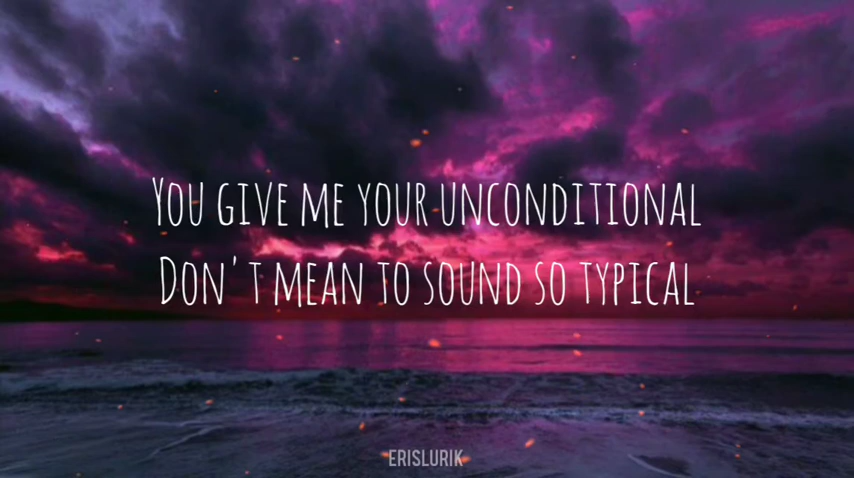 You give me your unconditional
Don't mean to sound so typical
ERISLURIK